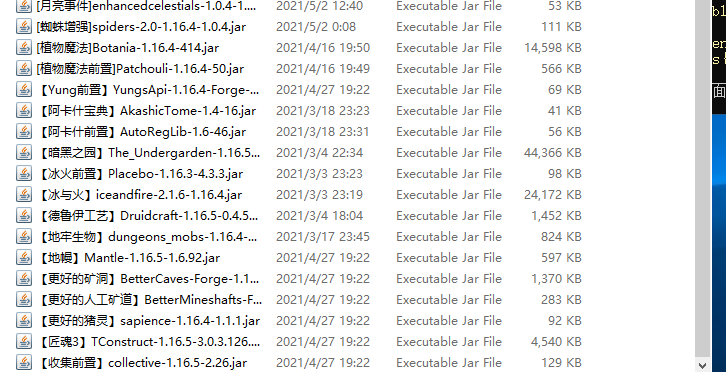 [月亮事件]enhancedcelestials-1.0.4-1.... 2021/5/2 12:40 Executable Jar File 53 KB
[蜘蛛增强]spiders-2.0-1.16.4-1.0.4.jar 2021/5/2 0:08 Executable Jar File 111 KB
[植物魔法]Botania-1.16.4-414.jar 2021/4/16 19:50 Executable Jar File 14,598 KB
[植物魔法前置]Patchouli-1.16.4-50.jar 2021/4/16 19:49 Executable Jar File 566 KB
【Yung前置】YungsApi-1.16.4-Forge-... 2021/4/27 19:22 Executable Jar File 69 KB
【阿卡什宝典】AkashicTome-1.4-16.jar 2021/3/18 23:23 Executable Jar File 41 KB
【阿卡什前置】AutoRegLib-1.6-46.jar 2021/3/18 23:31 Executable Jar File 56 KB
【暗黑之园】The_Undergarden-1.16.5... 2021/3/4 22:34 Executable Jar File 44,366 KB
【冰火前置】Placebo-1.16.3-4.3.3.jar 2021/3/3 23:23 Executable Jar File 98 KB
【冰与火】iceandfire-2.1.6-1.16.4.jar 2021/3/3 23:19 Executable Jar File 24,172 KB
【德鲁伊工艺】Druidcraft-1.16.5-0.4.5... 2021/3/4 18:04 Executable Jar File 1,452 KB
【地牢生物】dungeons_mobs-1.16.4-... 2021/3/17 23:45 Executable Jar File 824 KB
【地幔】Mantle-1.16.5-1.6.92.jar 2021/4/27 19:22 Executable Jar File 597 KB
【更好的矿洞】BetterCaves-Forge-1.1... 2021/4/27 19:22 Executable Jar File 1,370 KB
【更好的人工矿道】BetterMineshafts-F... 2021/4/27 19:22 Executable Jar File 283 KB
【更好的猪灵】sapience-1.16.4-1.1.1.jar 2021/4/27 19:22 Executable Jar File 92 KB
【匠魂3】TConstruct-1.16.5-3.0.3.126.... 2021/4/27 19:22 Executable Jar File 4,540 KB
【收集前置】collective-1.16.5-2.26.jar 2021/4/27 19:22 Executable Jar File 129 KB
bl
en
s
面